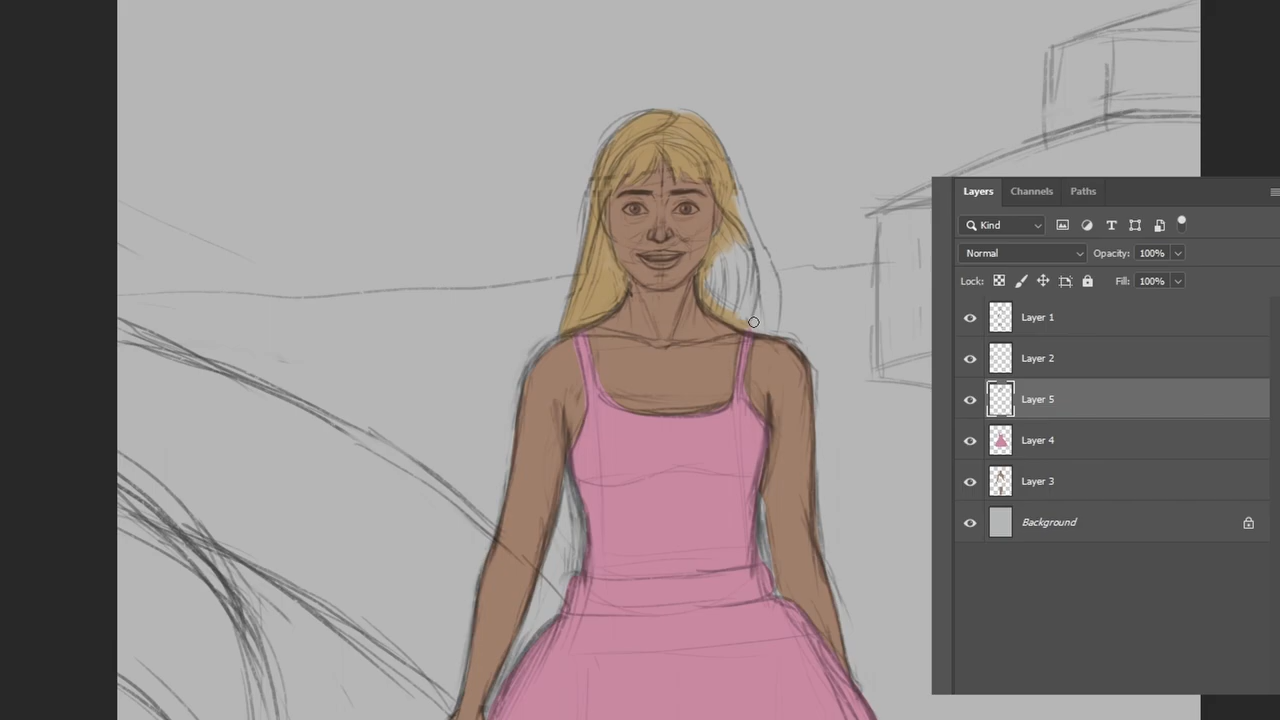 Layers Channels Paths
Kind
Normal Opacity: 100%
Lock: Fill: 100%
Layer 1
Layer 2
Layer 5
Layer 4
Layer 3
Background